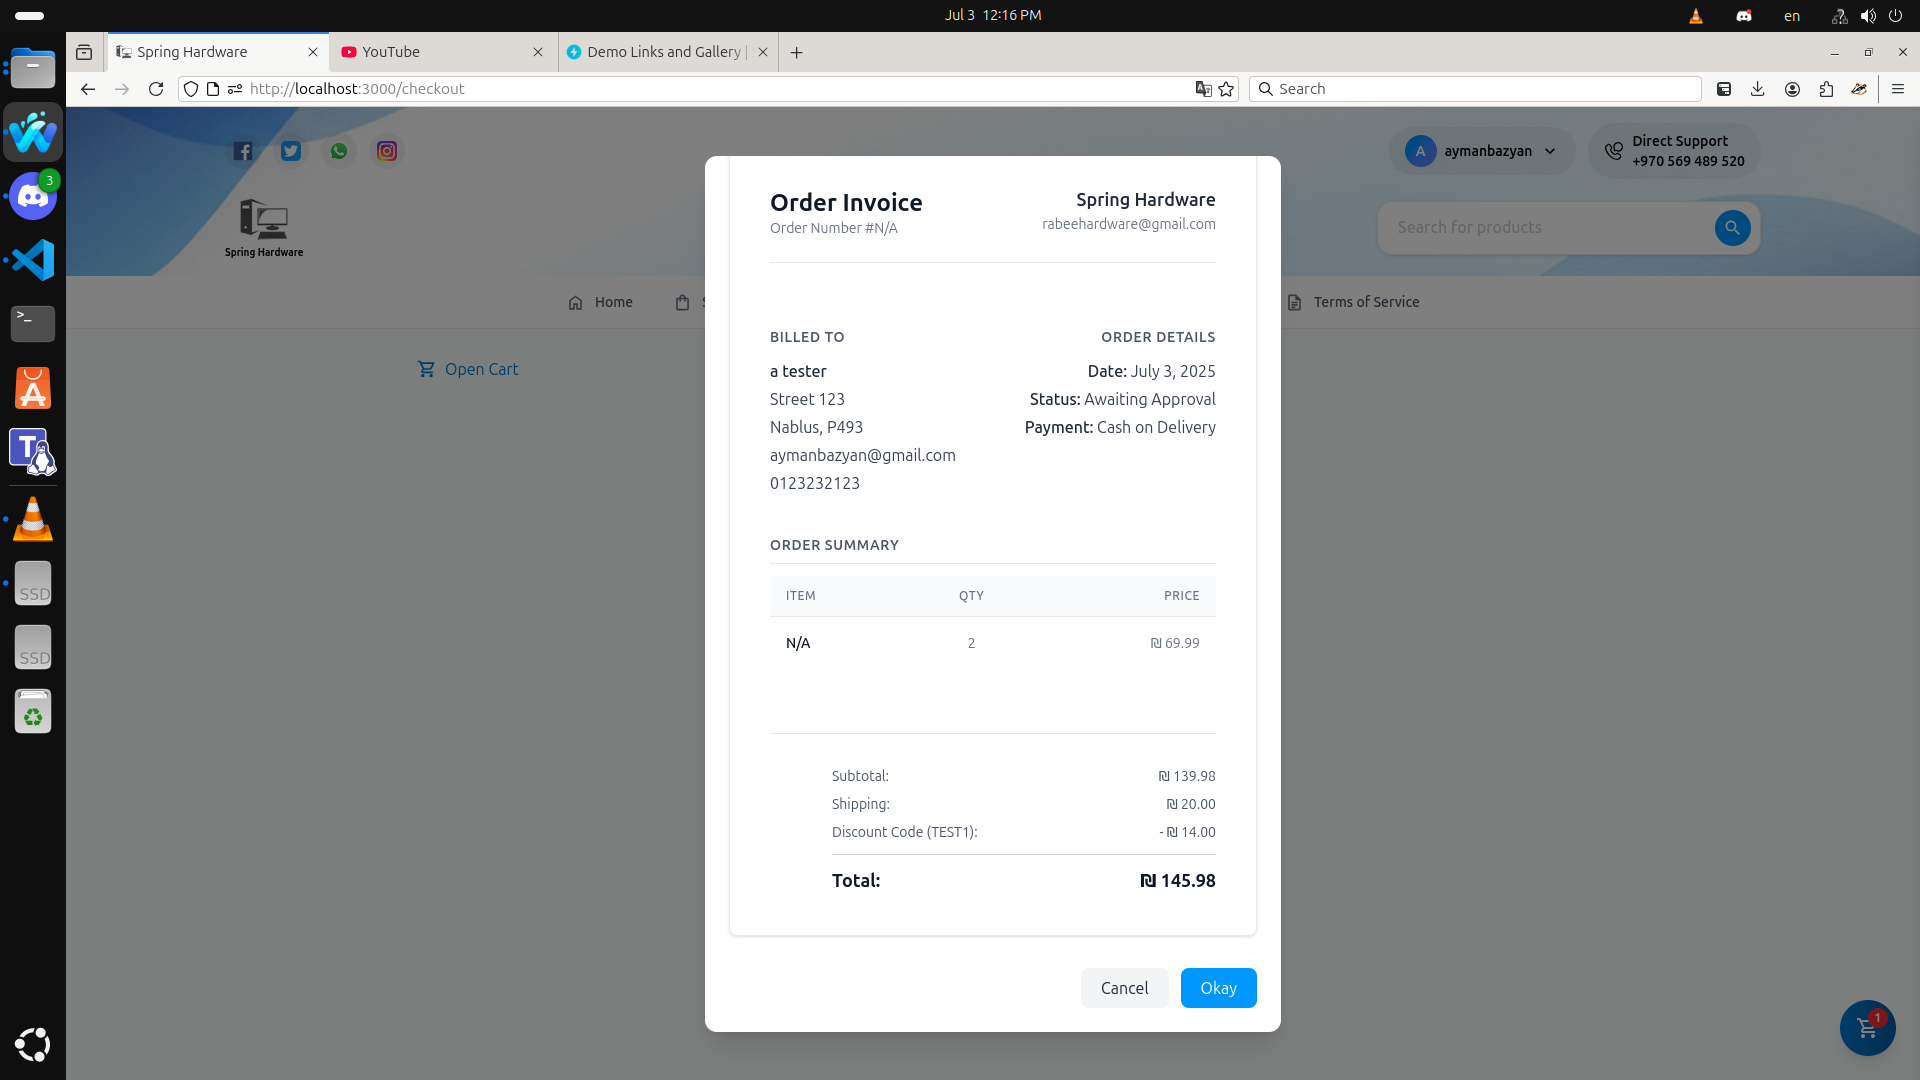 Jul 3  12:16 PM
en
Spring Hardware
YouTube
Demo Links and Gallery |
http://localhost:3000/checkout
Search
3
>_
SSD
SSD
Spring Hardware
A
aymanbazyan
Direct Support
+970 569 489 520
Search for products
Home
Terms of Service
Open Cart
Order Invoice
Order Number #N/A
Spring Hardware
rabeehardware@gmail.com
BILLED TO
a tester
Street 123
Nablus, P493
aymanbazyan@gmail.com
0123232123
ORDER DETAILS
Date: July 3, 2025
Status: Awaiting Approval
Payment: Cash on Delivery
ORDER SUMMARY
ITEM QTY PRICE
N/A 2 ₪ 69.99
Subtotal: ₪ 139.98
Shipping: ₪ 20.00
Discount Code (TEST1): - ₪ 14.00
Total: ₪ 145.98
Cancel
Okay
1